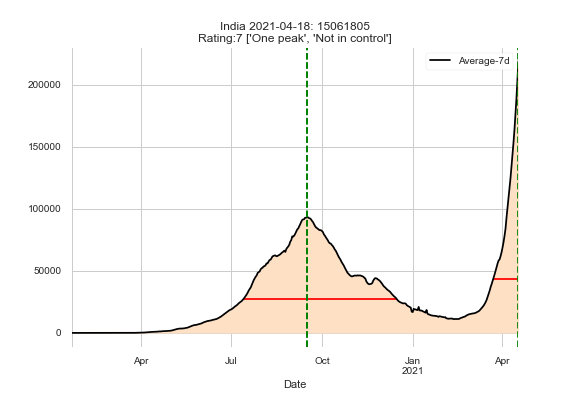 India 2021-04-18: 15061805
Rating:7 ['One peak', 'Not in control']
Average-7d
200000
150000
100000
50000
0
Apr Jul Oct Jan Apr
2021
Date